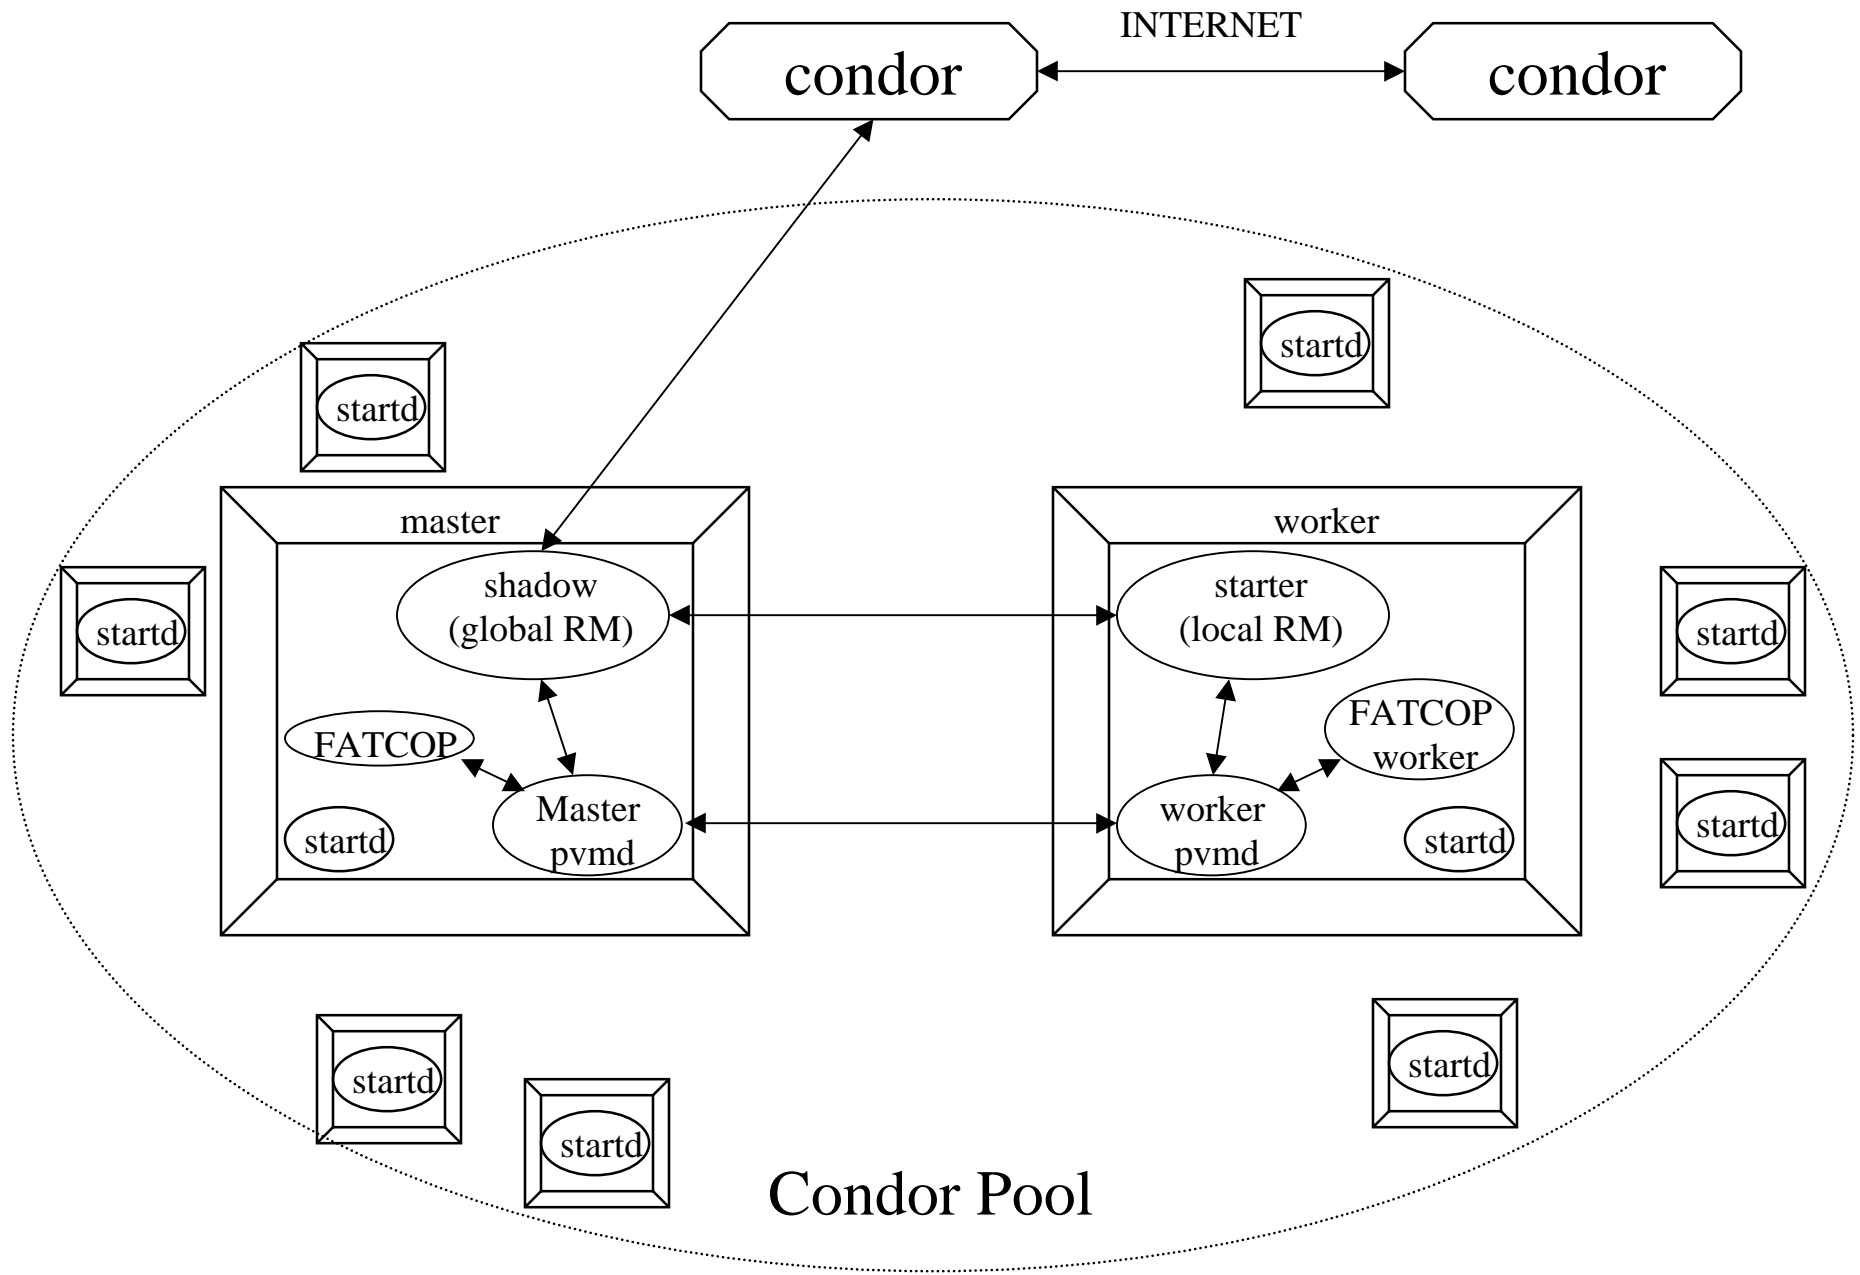 INTERNET
condor
condor
startd
startd
master
worker
shadow
(global RM)
starter
(local RM)
startd
startd
FATCOP
FATCOP
worker
Master
pvmd
worker
pvmd
startd
startd
startd
startd
startd
startd
Condor Pool